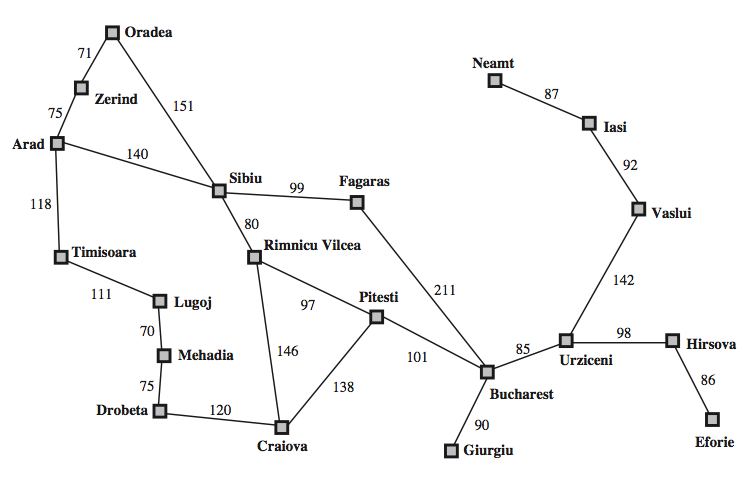 Oradea
71
Neamt
87
Zerind
151
75
Iasi
Arad
140
92
Sibiu
99
Fagaras
118
80
Vaslui
Timisoara
Rimnicu Vilcea
111
Lugoj
97
Pitesti
211
142
70
146
101
85
98
Hirsova
Mehadia
Urziceni
75
138
86
Bucharest
Drobeta
120
90
Craiova
Giurgiu
Eforie